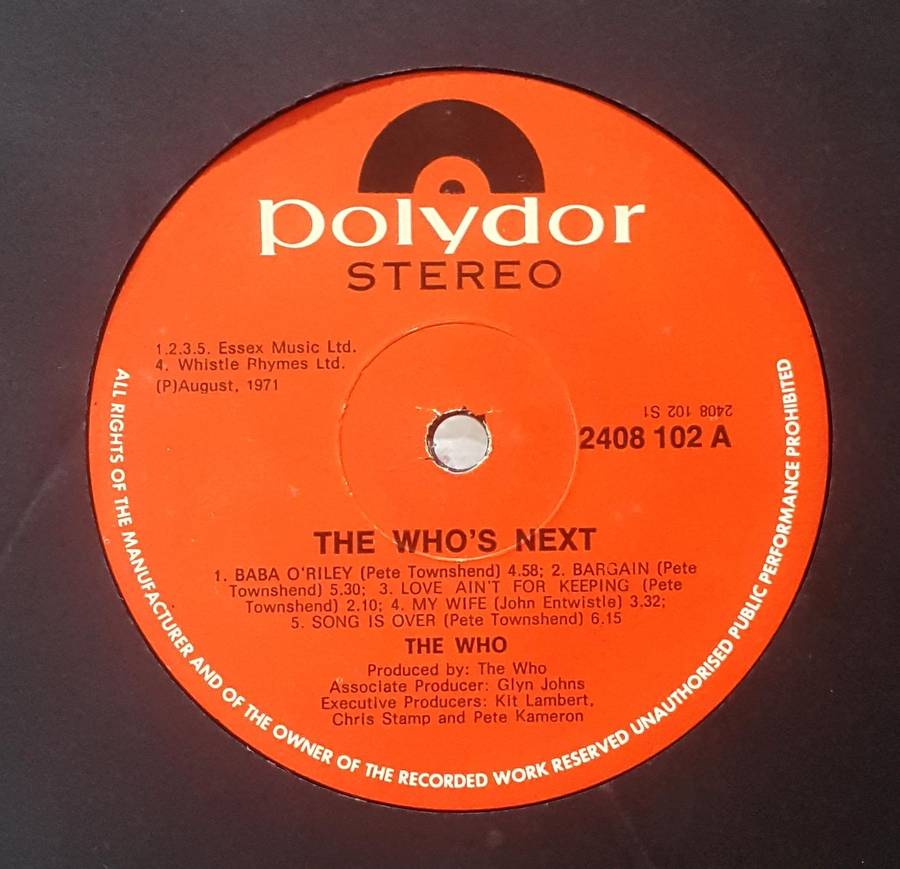 polydor
STEREO
1.2.3.5. Essex Music Ltd.
4. Whistle Rhymes Ltd.
(P)August, 1971
2408 102 S1
2408 102 A
THE WHO'S NEXT
1. BABA O'RILEY (Pete Townshend) 4.58; 2. BARGAIN (Pete
Townshend) 5.30; 3. LOVE AIN'T FOR KEEPING (Pete
Townshend) 2.10; 4. MY WIFE (John Entwistle) 3.32;
5. SONG IS OVER (Pete Townshend) 6.15
THE WHO
Produced by: The Who
Associate Producer: Glyn Johns
Executive Producers: Kit Lambert,
Chris Stamp and Pete Kameron
ALL RIGHTS OF THE MANUFACTURER AND OF THE OWNER OF THE RECORDED WORK RESERVED UNAUTHORISED PUBLIC PERFORMANCE PROHIBITED